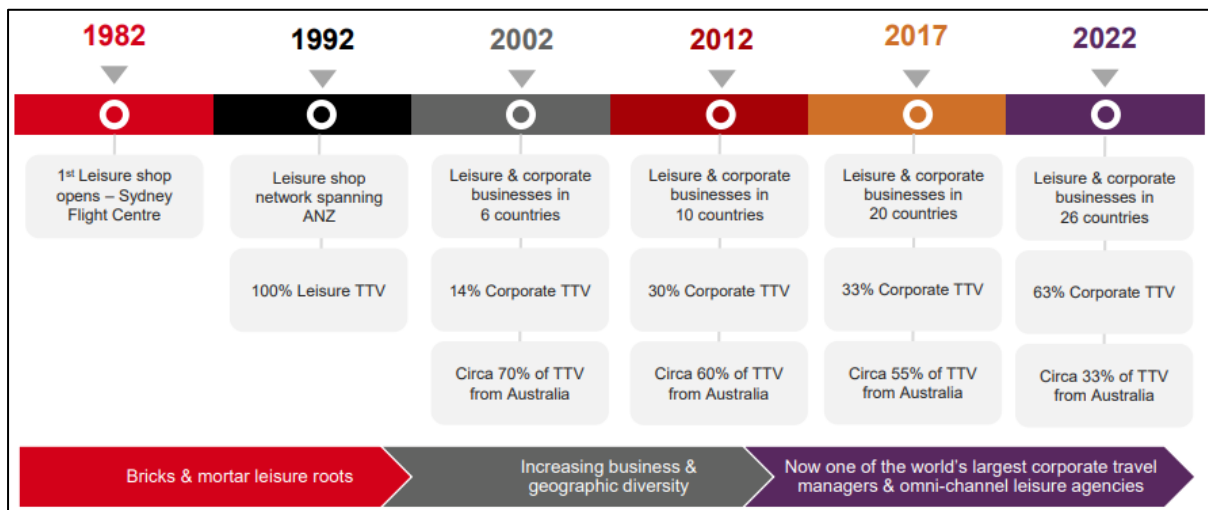 1982
1992
2002
2012
2017
2022
1st Leisure shop
opens – Sydney
Flight Centre
Leisure shop
network spanning
ANZ
Leisure & corporate
businesses in
6 countries
Leisure & corporate
businesses in
10 countries
Leisure & corporate
businesses in
20 countries
Leisure & corporate
businesses in
26 countries
100% Leisure TTV
14% Corporate TTV
30% Corporate TTV
33% Corporate TTV
63% Corporate TTV
Circa 70% of TTV
from Australia
Circa 60% of TTV
from Australia
Circa 55% of TTV
from Australia
Circa 33% of TTV
from Australia
Bricks & mortar leisure roots
Increasing business &
geographic diversity
Now one of the world's largest corporate travel
managers & omni-channel leisure agencies